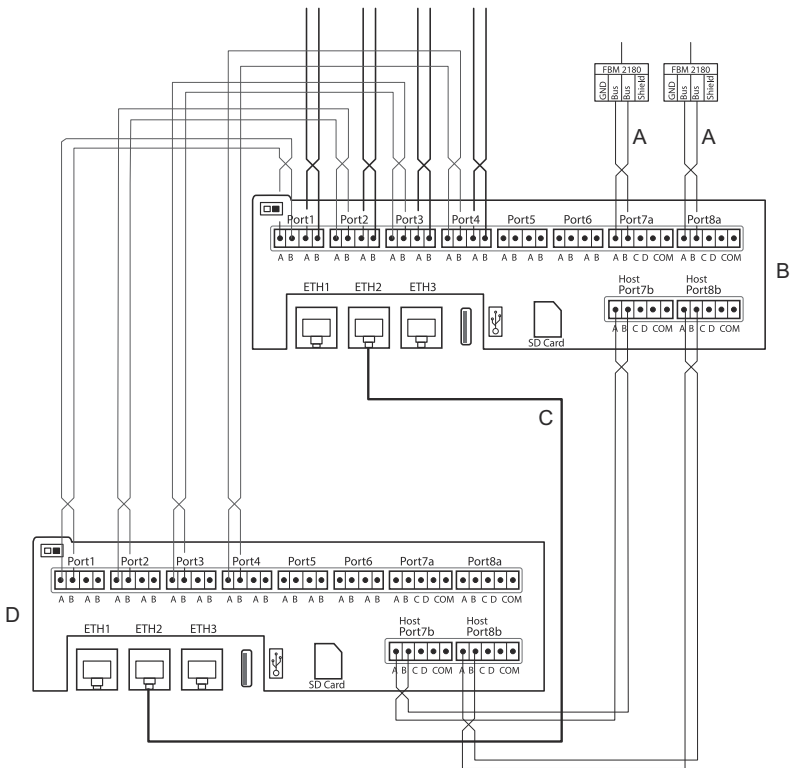 FBM 2180 FBM 2180
GND Bus Bus Shield GND Bus Bus Shield
A A
Port1 Port2 Port3 Port4 Port5 Port6 Port7a Port8a
A B A B A B A B A B A B A B A B A B A B A B A B A B C D COM A B C D COM
B
Host Host
ETH1 ETH2 ETH3 Port7b Port8b
A B C D COM A B C D COM
SD Card
C
Port1 Port2 Port3 Port4 Port5 Port6 Port7a Port8a
A B A B A B A B A B A B A B A B A B A B A B A B A B C D COM A B C D COM
D
Host Host
ETH1 ETH2 ETH3 Port7b Port8b
A B C D COM A B C D COM
SD Card